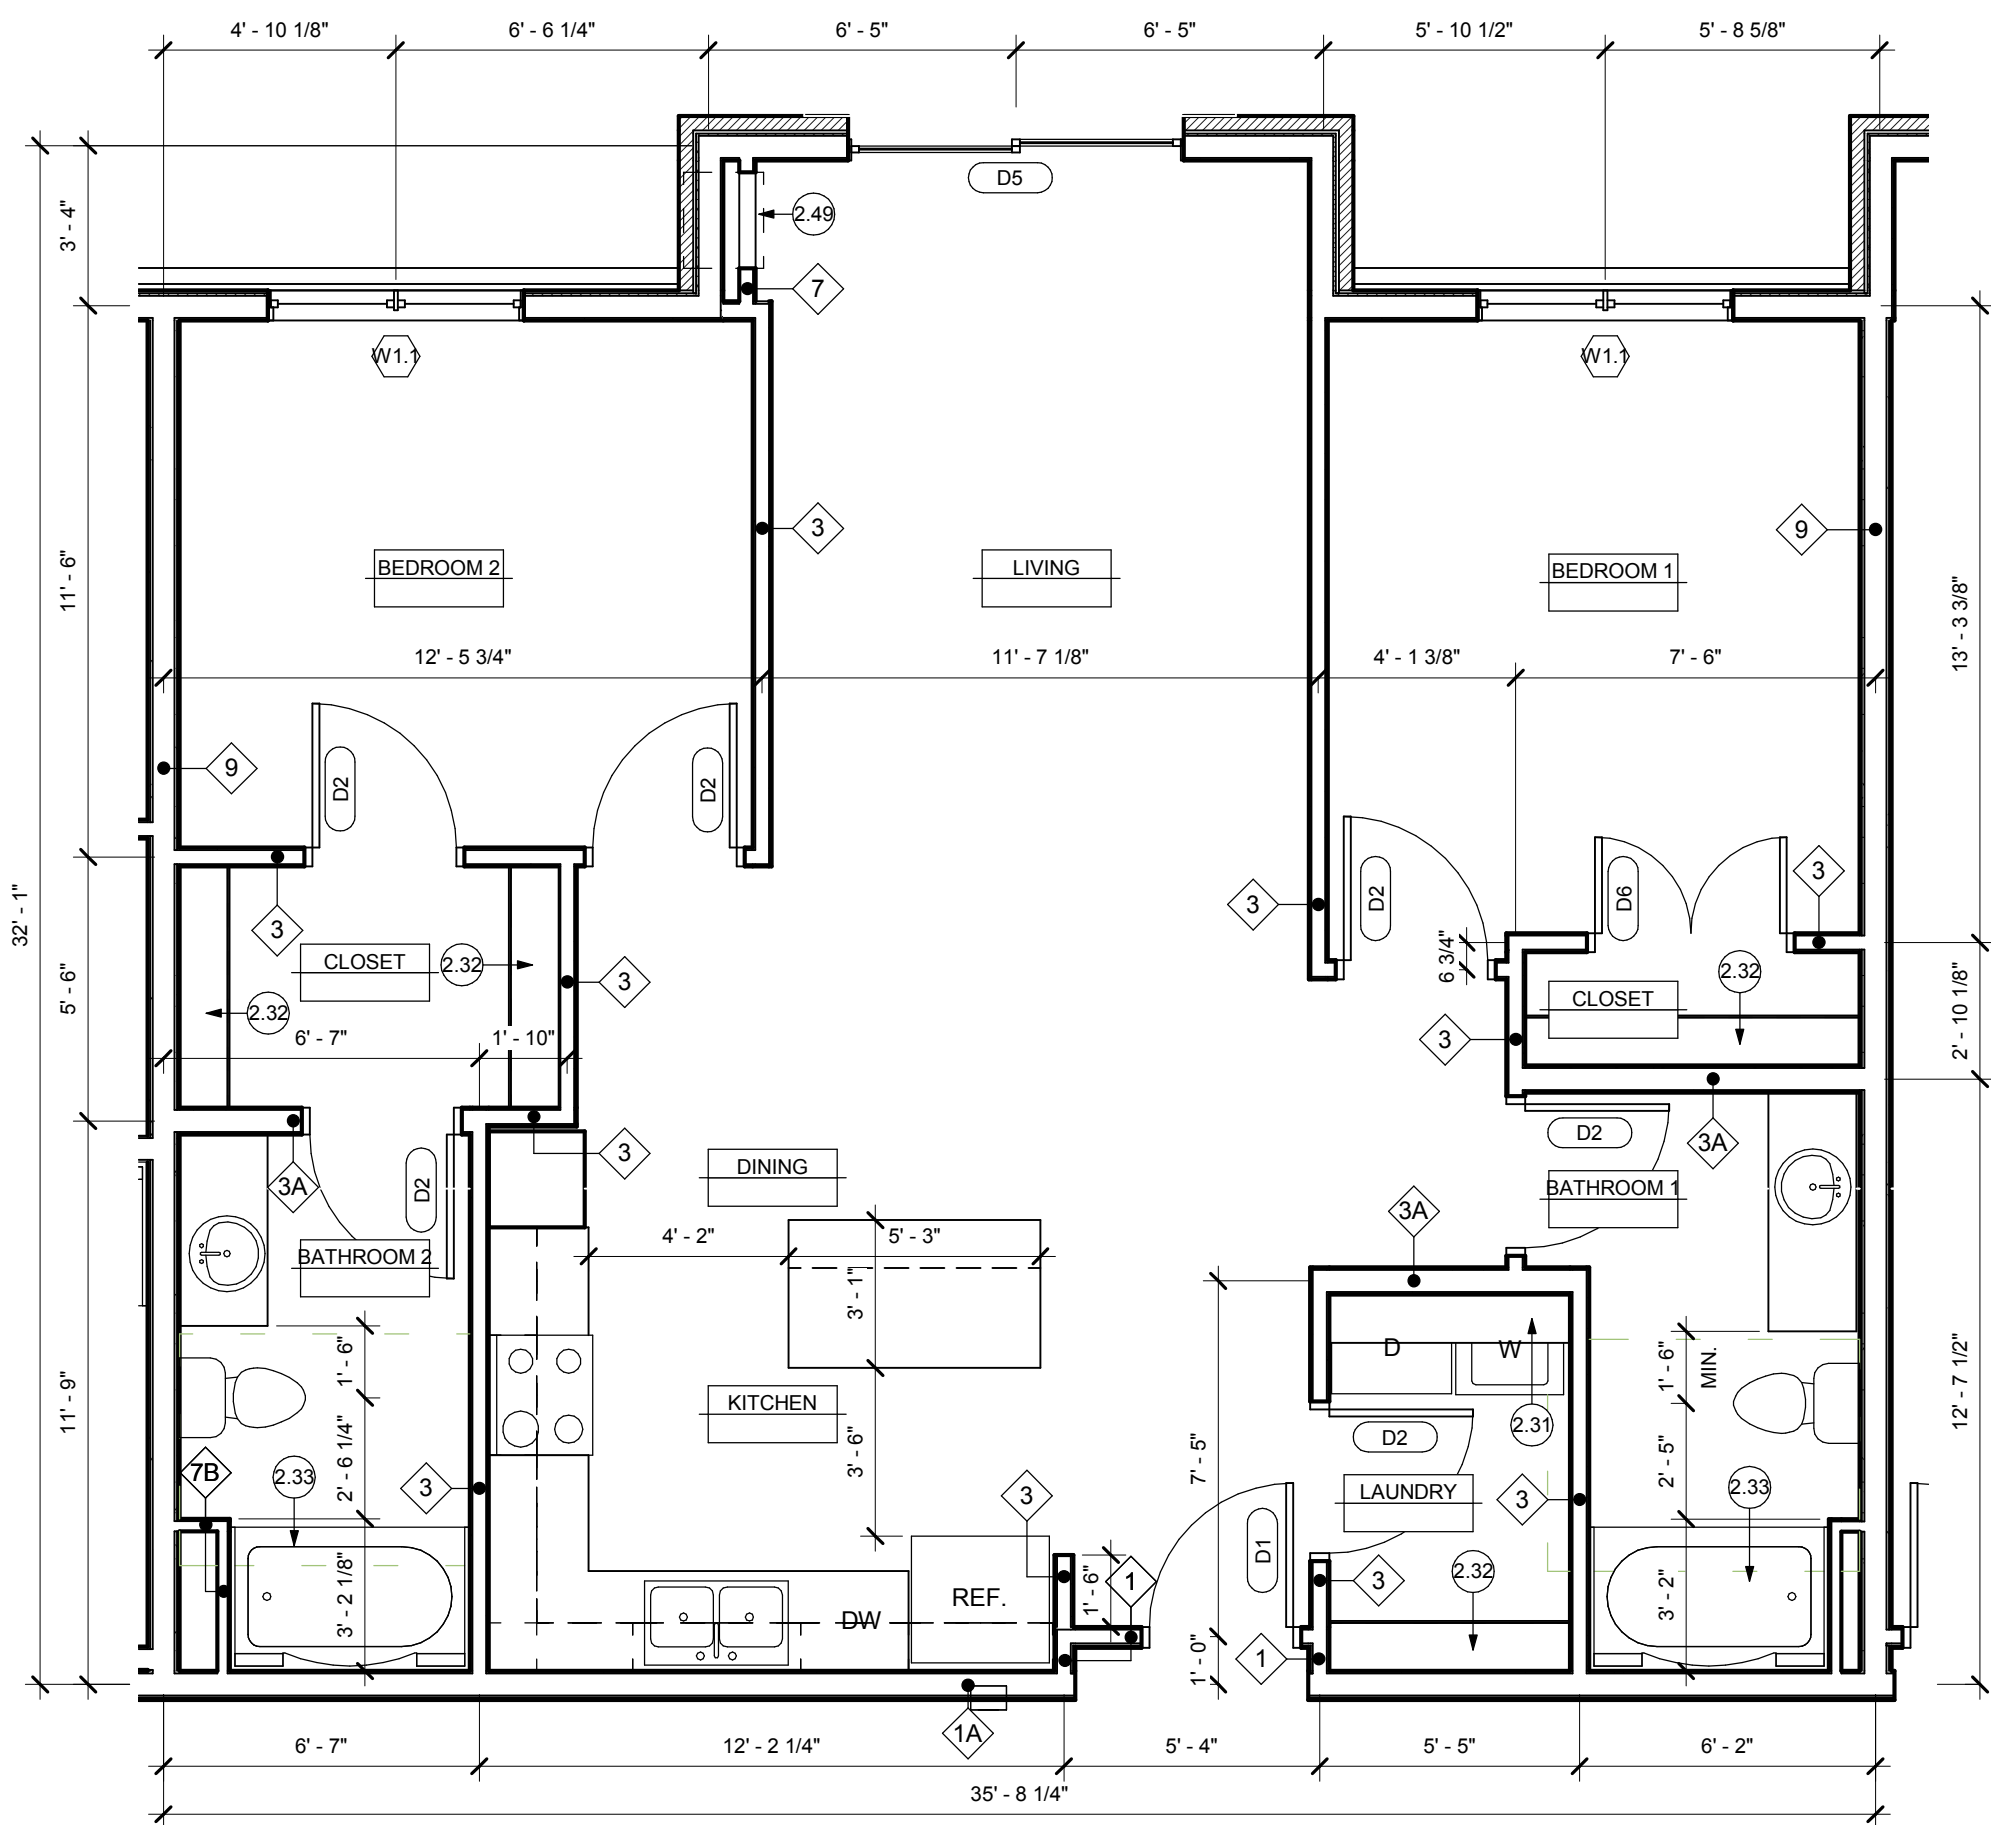 4' - 10 1/8" 6' - 6 1/4" 6' - 5" 6' - 5" 5' - 10 1/2" 5' - 8 5/8"
D5
3' - 4"
2.49
7
W1.1 W1.1
3 9
11' - 6"
BEDROOM 2 LIVING BEDROOM 1
13' - 3 3/8"
12' - 5 3/4" 11' - 7 1/8" 4' - 1 3/8" 7' - 6"
9 D2 D2
32' - 1"
3 D2 D6 3
3 CLOSET 2.32 3 6 3/4" 2.32
5' - 6"
2.32 CLOSET
6' - 7" 1' - 10" 3 2' - 10 1/8"
D2 3A
3 DINING
3A D2 BATHROOM 1
3A
4' - 2" 5' - 3"
BATHROOM 2
3' - 1"
1' - 6" D W 1' - 6" MIN.
11' - 9" KITCHEN 12' - 7 1/2"
D2 2.31
3' - 6" 7' - 5"
7B 2.33 2' - 6 1/4" 3 3 LAUNDRY 3 2' - 5" 2.33
D1
3' - 2 1/8" DW REF. 1' - 6" 1 3 2.32 3' - 2"
1' - 0" 1
1A
6' - 7" 12' - 2 1/4" 5' - 4" 5' - 5" 6' - 2"
35' - 8 1/4"